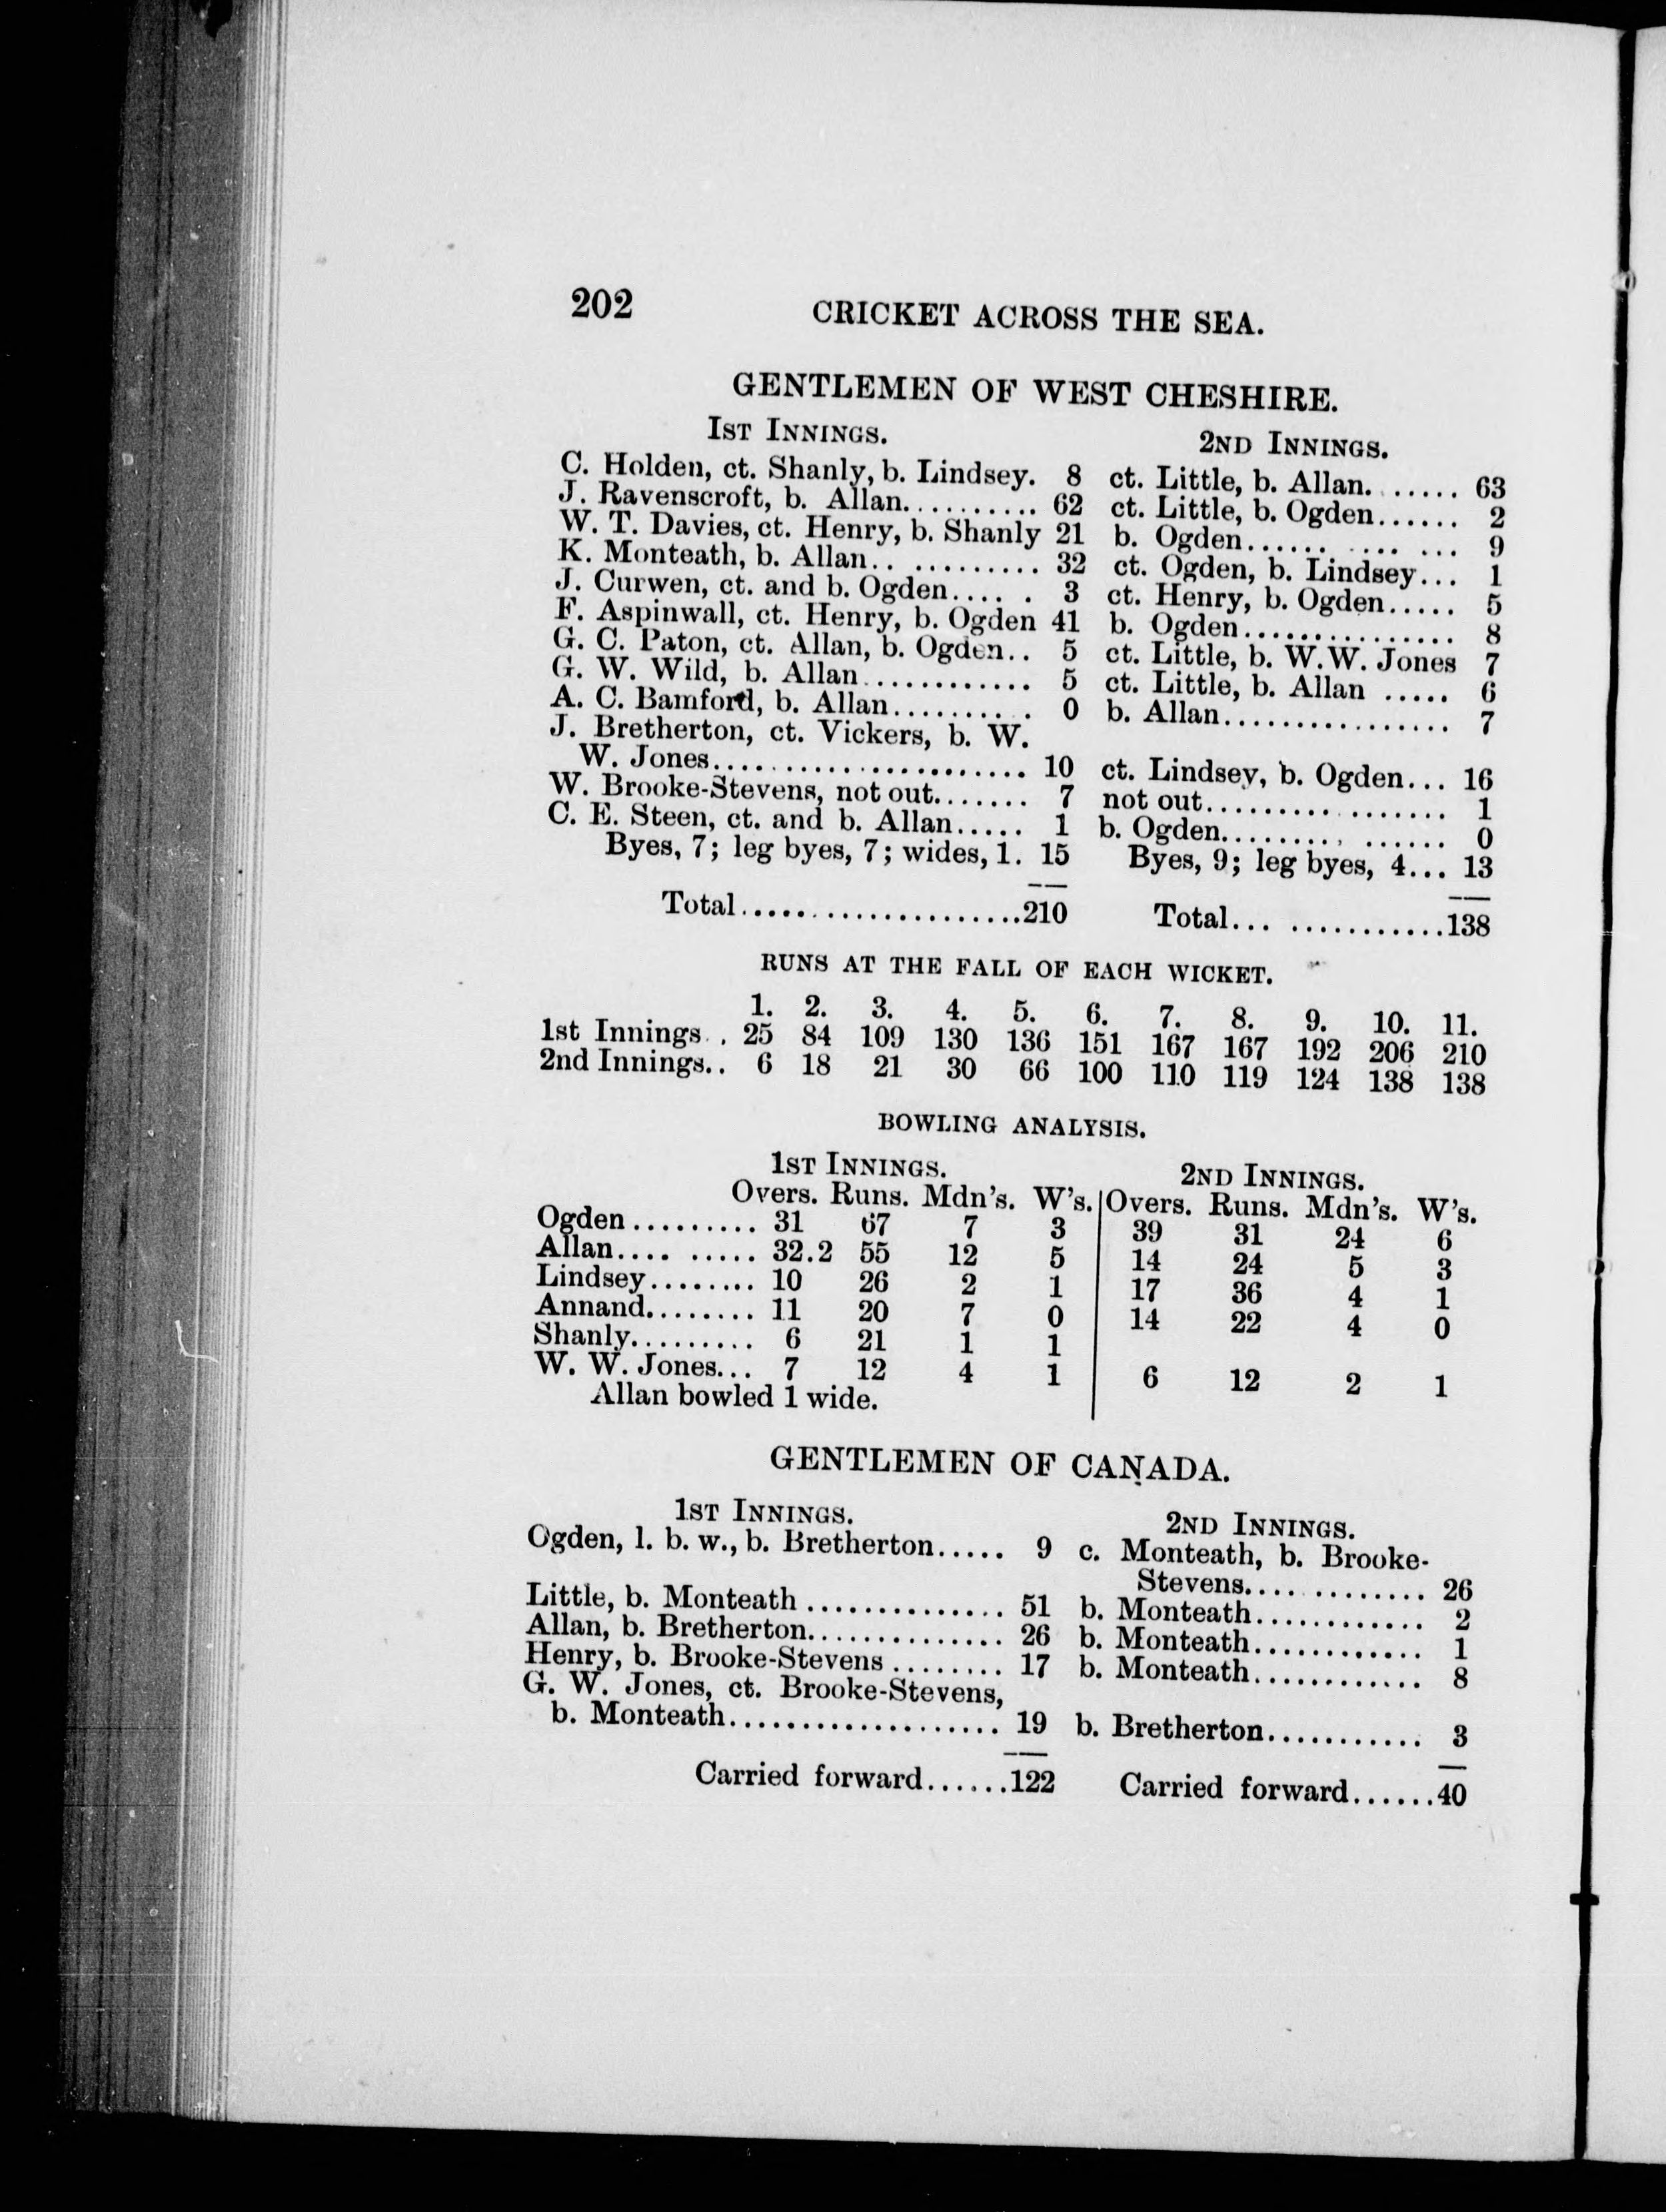 202 CRICKET ACROSS THE SEA.
GENTLEMEN OF WEST CHESHIRE.
1ST INNINGS. 2ND INNINGS.
C. Holden, ct. Shanly, b. Lindsey. 8 ct. Little, b. Allan. ...... 63
J. Ravenscroft, b. Allan.......... 62 ct. Little, b. Ogden...... 2
W. T. Davies, ct. Henry, b. Shanly 21 b. Ogden...... .... ... 9
K. Monteath, b. Allan.. ......... 32 ct. Ogden, b. Lindsey... 1
J. Curwen, ct. and b. Ogden.... . 3 ct. Henry, b. Ogden..... 5
F. Aspinwall, ct. Henry, b. Ogden 41 b. Ogden............... 8
G. C. Paton, ct. Allan, b. Ogden.. 5 ct. Little, b. W.W. Jones 7
G. W. Wild, b. Allan............ 5 ct. Little, b. Allan ..... 6
A. C. Bamford, b. Allan.......... 0 b. Allan................ 7
J. Bretherton, ct. Vickers, b. W.
W. Jones...................... 10 ct. Lindsey, b. Ogden... 16
W. Brooke-Stevens, not out....... 7 not out................. 1
C. E. Steen, ct. and b. Allan..... 1 b. Ogden......... ...... 0
Byes, 7; leg byes, 7; wides, 1. 15 Byes, 9; leg byes, 4... 13
Total....................210 Total... ...........138
RUNS AT THE FALL OF EACH WICKET.
1. 2. 3. 4. 5. 6. 7. 8. 9. 10. 11.
1st Innings . . 25 84 109 130 136 151 167 167 192 206 210
2nd Innings.. 6 18 21 30 66 100 110 119 124 138 138
BOWLING ANALYSIS.
1ST INNINGS. 2ND INNINGS.
Overs. Runs. Mdn's. W's. Overs. Runs. Mdn's. W's.
Ogden......... 31 67 7 3 39 31 24 6
Allan.... ..... 32.2 55 12 5 14 24 5 3
Lindsey........ 10 26 2 1 17 36 4 1
Annand........ 11 20 7 0 14 22 4 0
Shanly......... 6 21 1 1
W. W. Jones... 7 12 4 1 6 12 2 1
Allan bowled 1 wide.
GENTLEMEN OF CANADA.
1ST INNINGS. 2ND INNINGS.
Ogden, l. b. w., b. Bretherton..... 9 c. Monteath, b. Brooke-
Stevens............. 26
Little, b. Monteath .............. 51 b. Monteath............ 2
Allan, b. Bretherton.............. 26 b. Monteath............ 1
Henry, b. Brooke-Stevens ........ 17 b. Monteath............ 8
G. W. Jones, ct. Brooke-Stevens,
b. Monteath................... 19 b. Bretherton........... 3
Carried forward......122 Carried forward......40